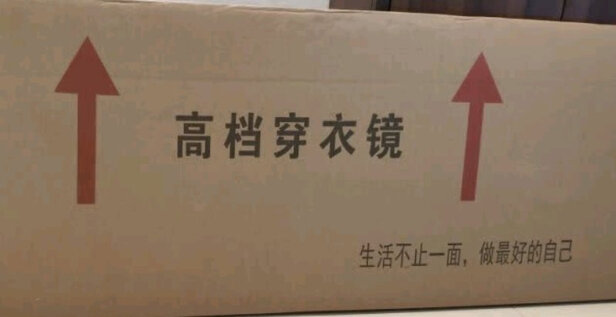 高档穿衣镜
生活不止一面，做最好的自己